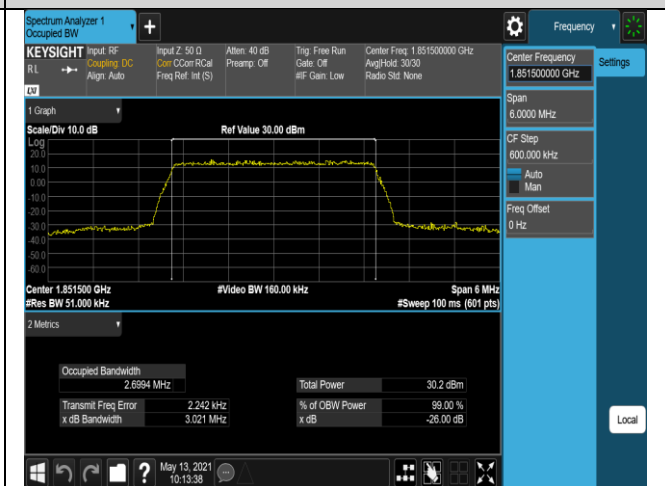 Spectrum Analyzer 1
Occupied BW
Frequency
KEYSIGHT
RL
LXI
Input: RF
Coupling: DC
Align: Auto
Input Z: 50 Ω
Corr CCorr RCal
Freq Ref: Int (S)
Atten: 40 dB
Preamp: Off
Trig: Free Run
Gate: Off
#IF Gain: Low
Center Freq: 1.851500000 GHz
Avg|Hold: 30/30
Radio Std: None
Center Frequency
1.851500000 GHz
Settings
Span
6.0000 MHz
CF Step
600.000 kHz
Auto
Man
Freq Offset
0 Hz
1 Graph
Scale/Div 10.0 dB
Ref Value 30.00 dBm
Log
20.0
10.0
0.00
-10.0
-20.0
-30.0
-40.0
-50.0
-60.0
Center 1.851500 GHz
#Video BW 160.00 kHz
Span 6 MHz
#Res BW 51.000 kHz
#Sweep 100 ms (601 pts)
2 Metrics
Occupied Bandwidth
2.6994 MHz
Total Power 30.2 dBm
Transmit Freq Error 2.242 kHz
% of OBW Power 99.00 %
x dB Bandwidth 3.021 MHz
x dB -26.00 dB
Local
?
May 13, 2021
10:13:38